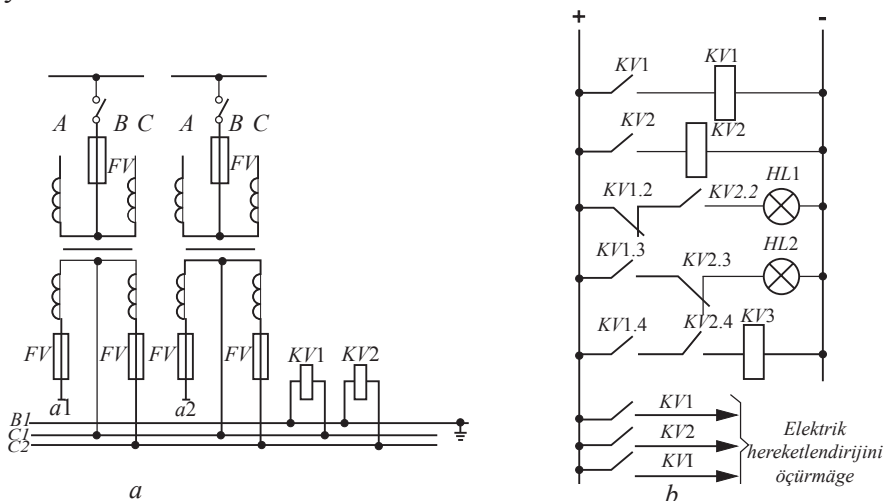 A B C A B C
FV FV
FV FV FV FV
KV1 KV2
a1 a2
B1
C1
C2
a
+ -
KV1 KV1
KV2 KV2
KV1.2 KV2.2 HL1
KV1.3 KV2.3 HL2
KV1.4 KV2.4 KV3
KV1
KV2
KV1
Elektrik
hereketlendirijini
öçürmäge
b